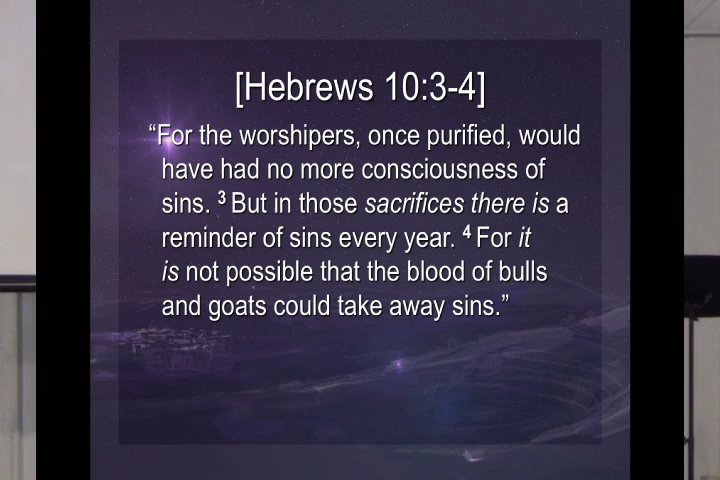 [Hebrews 10:3-4]
“For the worshipers, once purified, would
have had no more consciousness of
sins. 3 But in those sacrifices there is a
reminder of sins every year. 4 For it
is not possible that the blood of bulls
and goats could take away sins.”